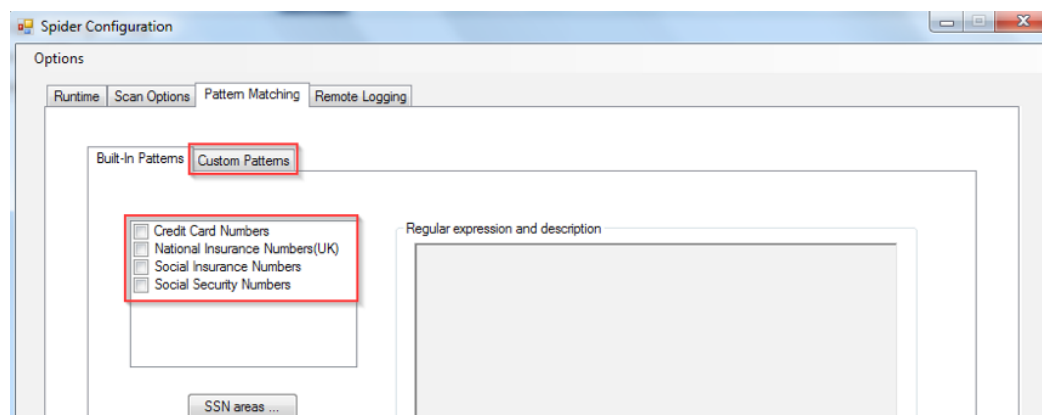 Spider Configuration
Options
Runtime Scan Options Pattern Matching Remote Logging
Built-In Patterns Custom Patterns
Credit Card Numbers
National Insurance Numbers(UK)
Social Insurance Numbers
Social Security Numbers
Regular expression and description
SSN areas ...